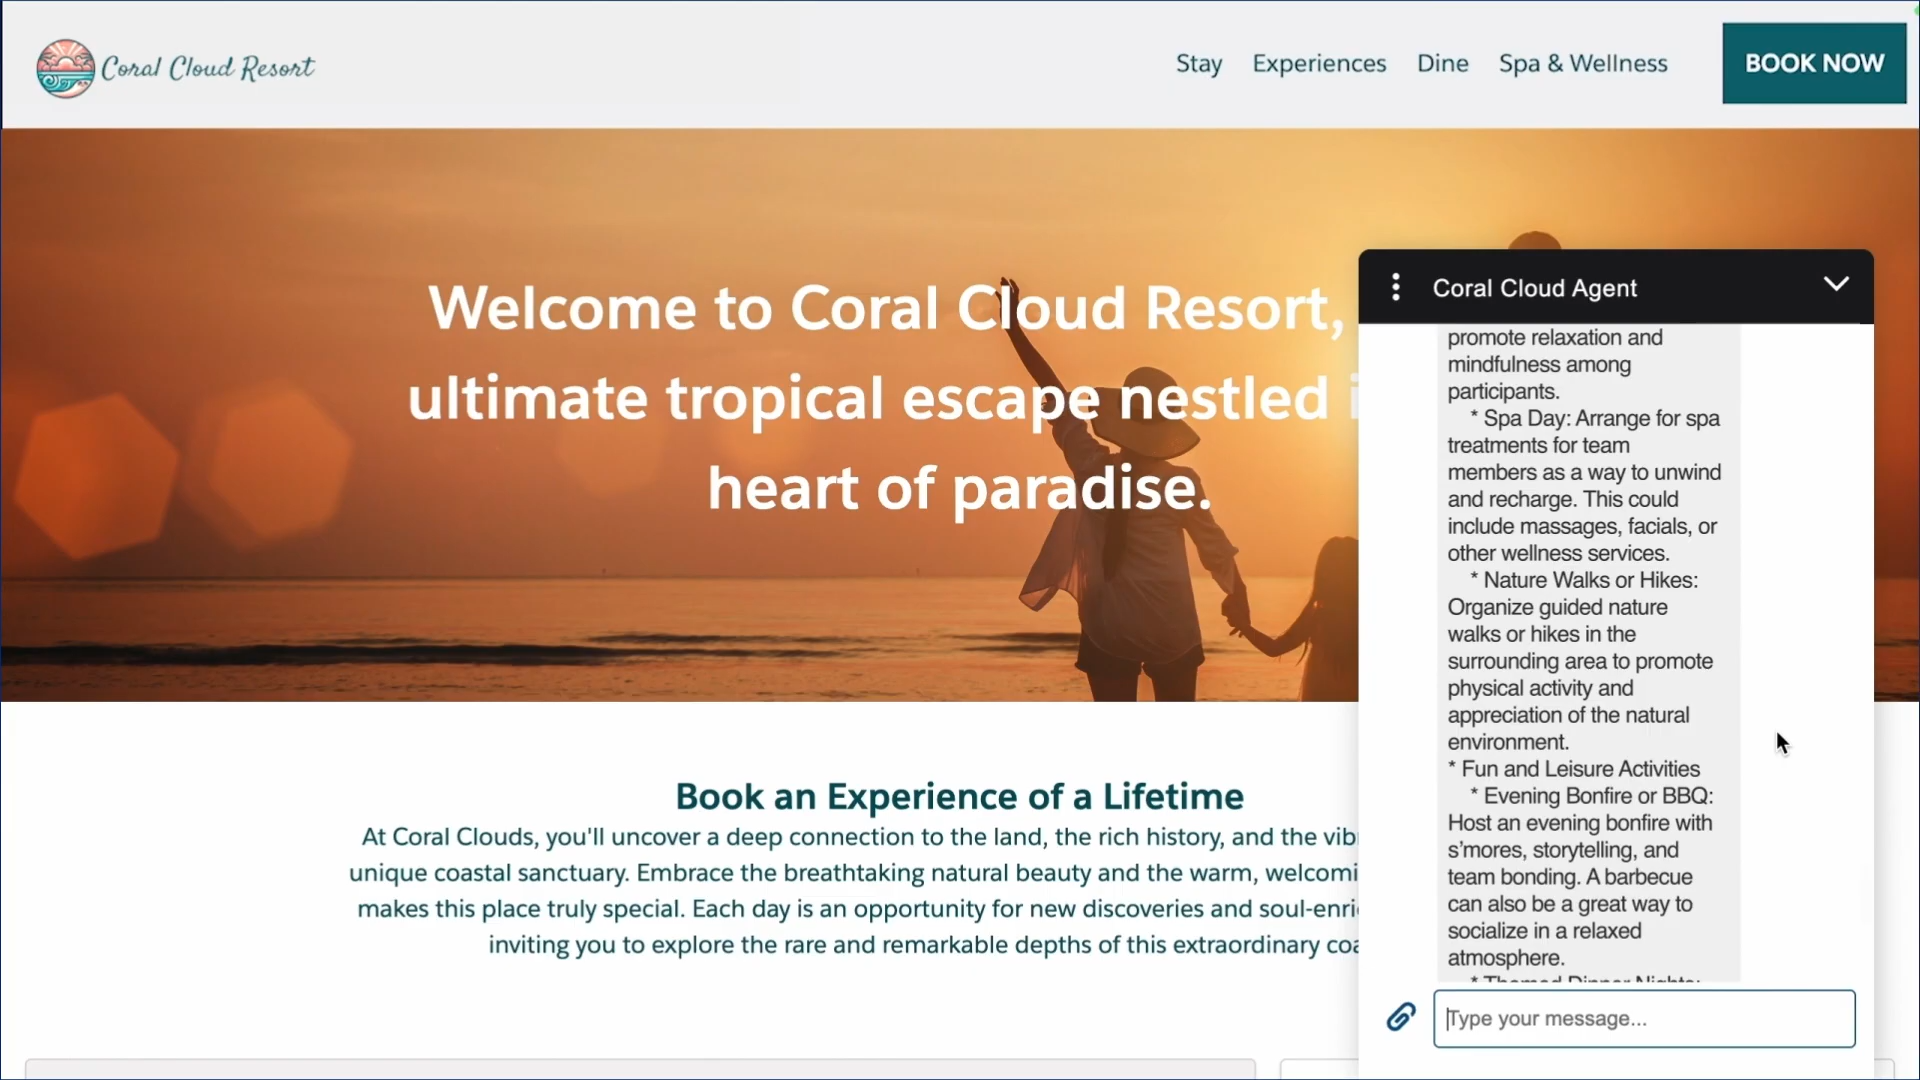 Coral Cloud Resort
Stay
Experiences
Dine
Spa & Wellness
BOOK NOW
Welcome to Coral Cloud Resort,
ultimate tropical escape nestled
heart of paradise.
Book an Experience of a Lifetime
At Coral Clouds, you'll uncover a deep connection to the land, the rich history, and the
unique coastal sanctuary. Embrace the breathtaking natural beauty and the warm,
makes this place truly special. Each day is an opportunity for new discoveries and
inviting you to explore the rare and remarkable depths of this extraordinary
Coral Cloud Agent
promote relaxation and
mindfulness among
participants.
* Spa Day: Arrange for spa
treatments for team
members as a way to unwind
and recharge. This could
include massages, facials, or
other wellness services.
* Nature Walks or Hikes:
Organize guided nature
walks or hikes in the
surrounding area to promote
physical activity and
appreciation of the natural
environment.
* Fun and Leisure Activities
* Evening Bonfire or BBQ:
Host an evening bonfire with
s’mores, storytelling, and
team bonding. A barbecue
can also be a great way to
socialize in a relaxed
atmosphere.
* Themed Dinner Nights:
Type your message...